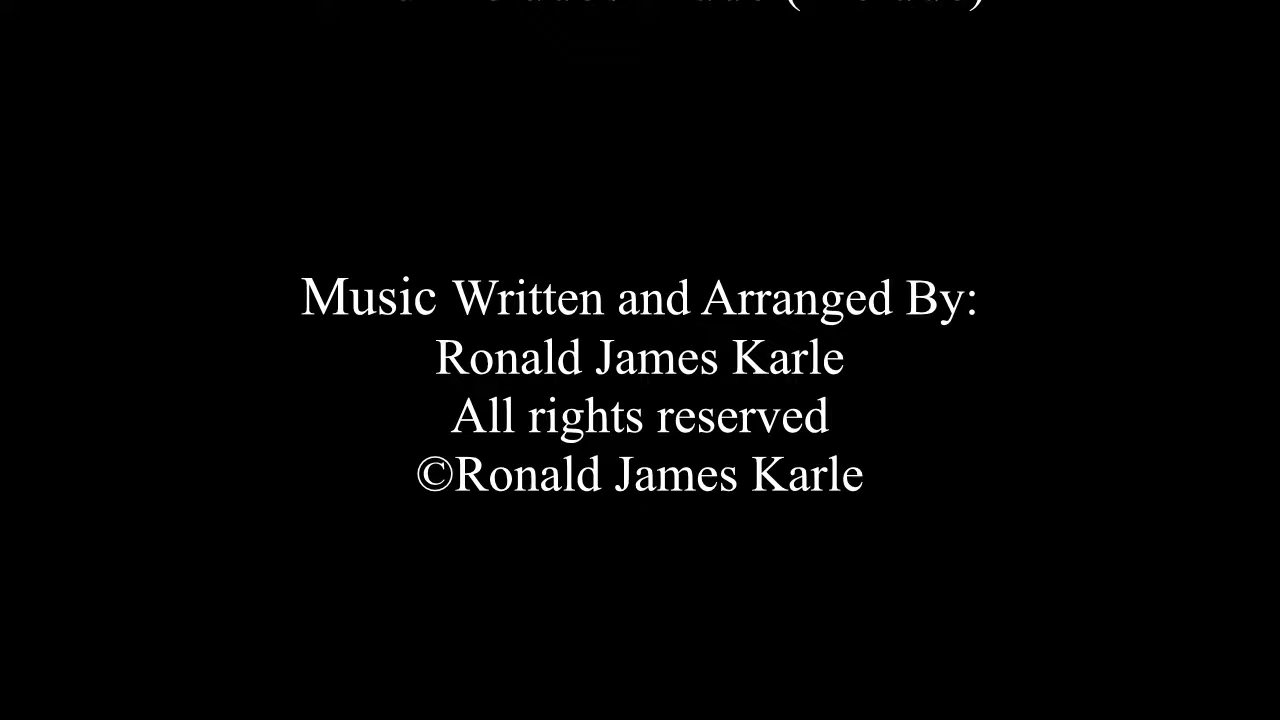 Music Written and Arranged By:
Ronald James Karle
All rights reserved
©Ronald James Karle